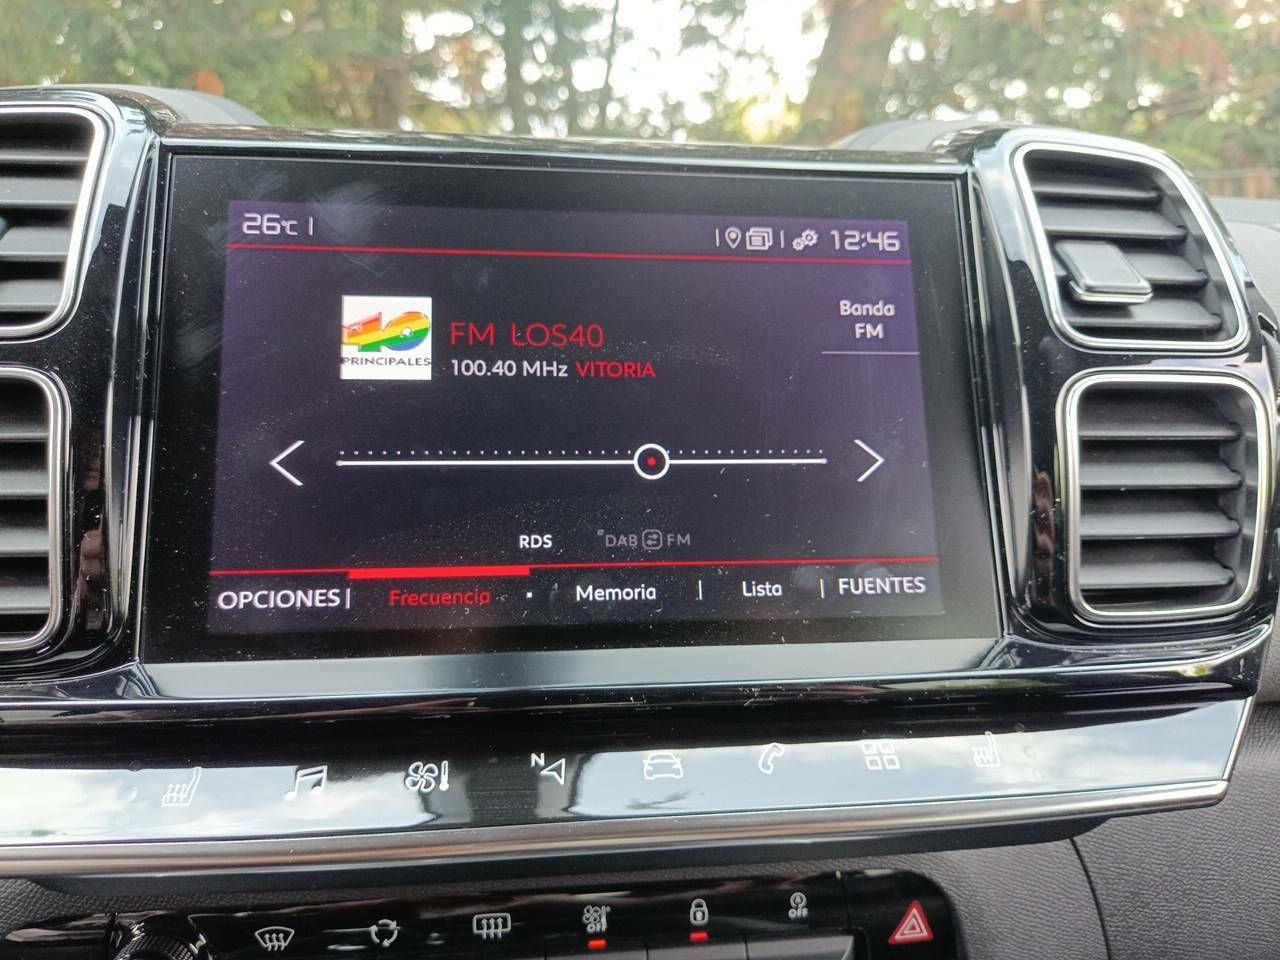 26°C
12:46
40
PRINCIPALES
FM LOS40
100.40 MHz VITORIA
Banda
FM
RDS
DAB FM
OPCIONES Frecuencia Memoria Lista FUENTES
N
OFF
OFF